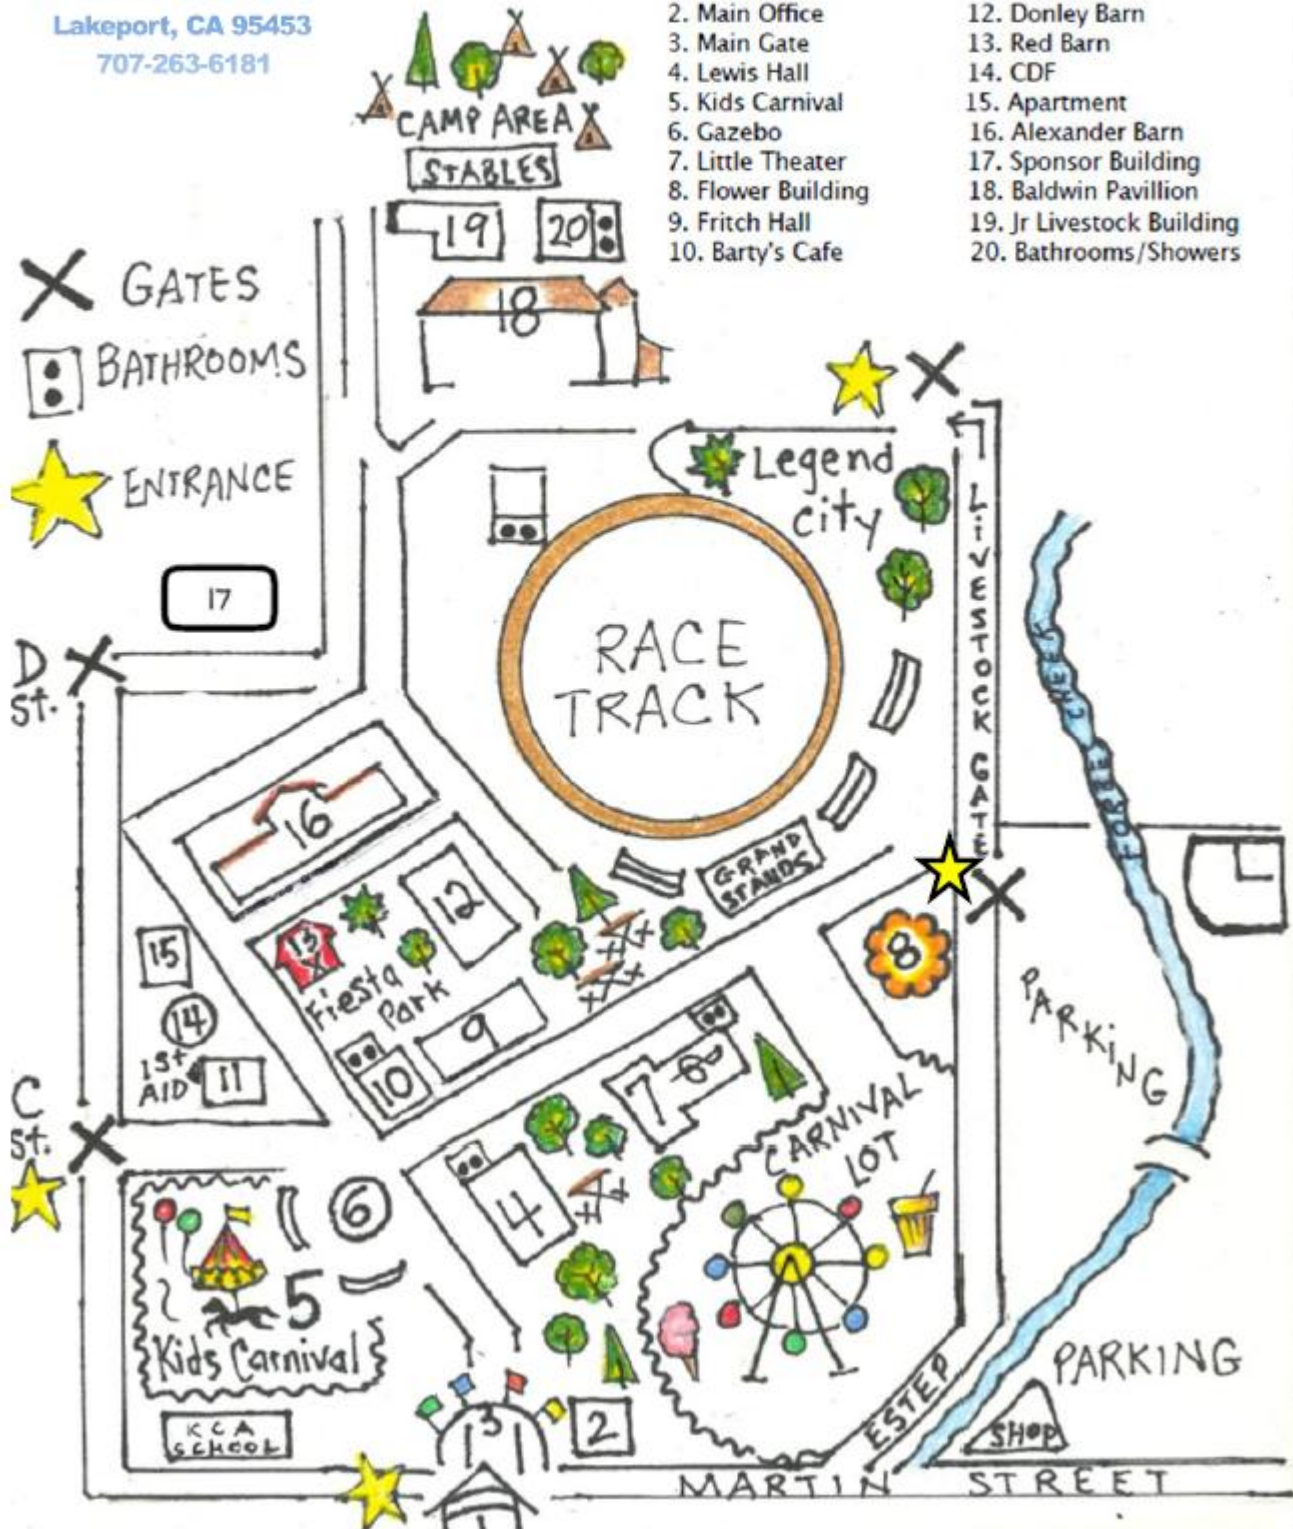 Lakeport, CA 95453
707-263-6181
2. Main Office
3. Main Gate
4. Lewis Hall
5. Kids Carnival
6. Gazebo
7. Little Theater
8. Flower Building
9. Fritch Hall
10. Barty's Cafe
12. Donley Barn
13. Red Barn
14. CDF
15. Apartment
16. Alexander Barn
17. Sponsor Building
18. Baldwin Pavillion
19. Jr Livestock Building
20. Bathrooms/Showers
CAMP AREA
STABLES
19
20
18
GATES
BATHROOMS
ENTRANCE
Legend
City
LIVESTOCK GATE
17
D
St.
RACE
TRACK
FORBES CREEK
16
GRAND
STANDS
12
13
Fiesta
Park
15
14
1st
AID
11
9
10
8
PARKING
7
6
CARNIVAL
LOT
C
St.
4
6
5
Kids Carnival
KCA
SCHOOL
3
2
1
ESTEP
SHOP
PARKING
MARTIN STREET